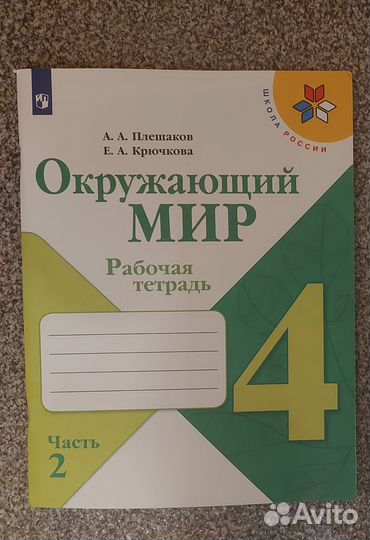 А. А. Плешаков
Е. А. Крючкова
ШКОЛА РОССИИ
Окружающий
МИР
Рабочая
тетрадь
4
Часть
2
Avito